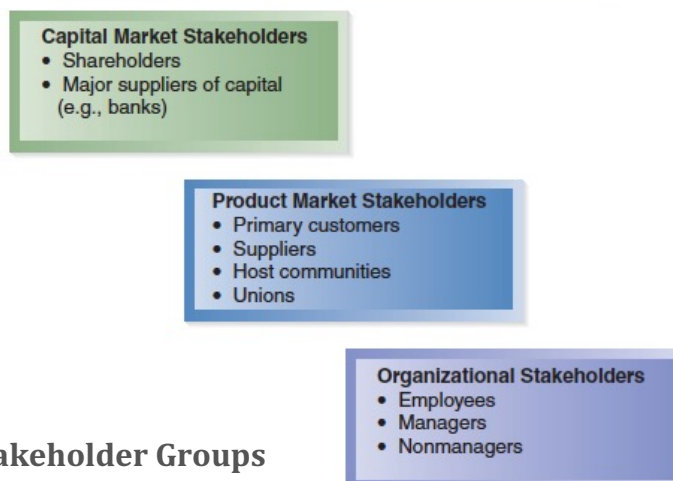 Capital Market Stakeholders
• Shareholders
• Major suppliers of capital
(e.g., banks)
Product Market Stakeholders
• Primary customers
• Suppliers
• Host communities
• Unions
Organizational Stakeholders
• Employees
• Managers
• Nonmanagers
akeholder Groups